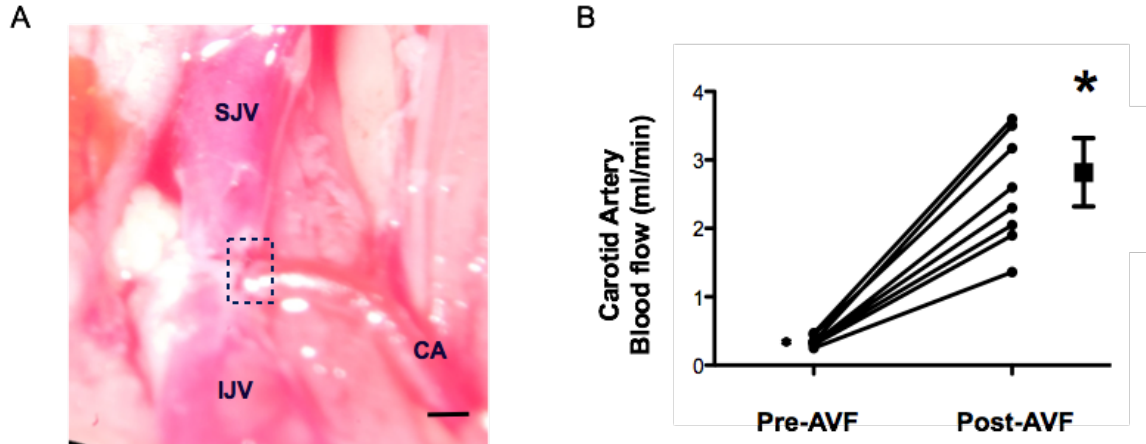 A
SJV
CA
IJV
B
Carotid Artery
Blood flow (ml/min)
4
3
2
1
0
*
Pre-AVF
Post-AVF